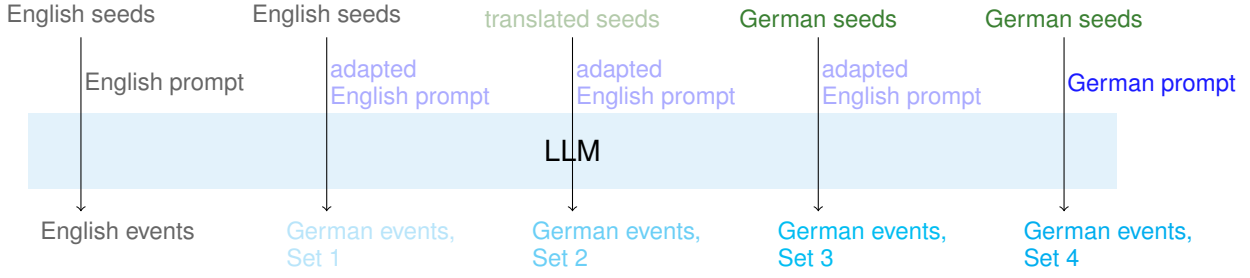 English seeds
English seeds
translated seeds
German seeds
German seeds
English prompt
adapted
English prompt
adapted
English prompt
adapted
English prompt
German prompt
LLM
English events
German events,
Set 1
German events,
Set 2
German events,
Set 3
German events,
Set 4